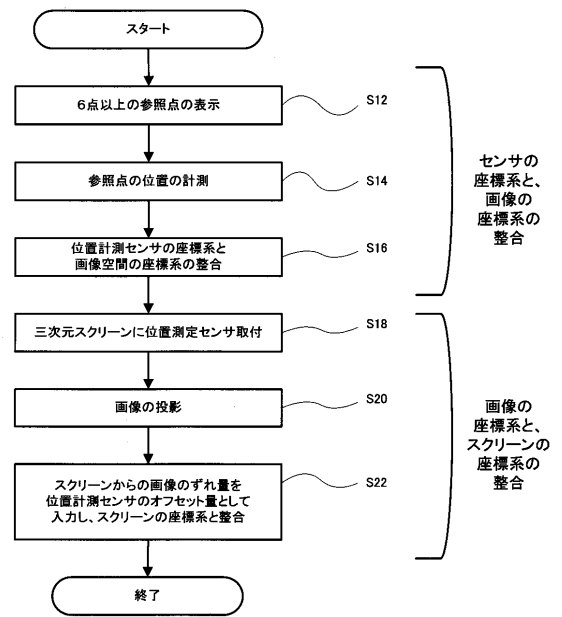 スタート
6点以上の参照点の表示
S12
参照点の位置の計測
S14
位置計測センサの座標系と
画像空間の座標系の整合
S16
センサの
座標系と、
画像の
座標系の
整合
三次元スクリーンに位置測定センサ取付
S18
画像の投影
S20
スクリーンからの画像のずれ量を
位置計測センサのオフセット量として
入力し、スクリーンの座標系と整合
S22
画像の
座標系と、
スクリーンの
座標系の
整合
終了